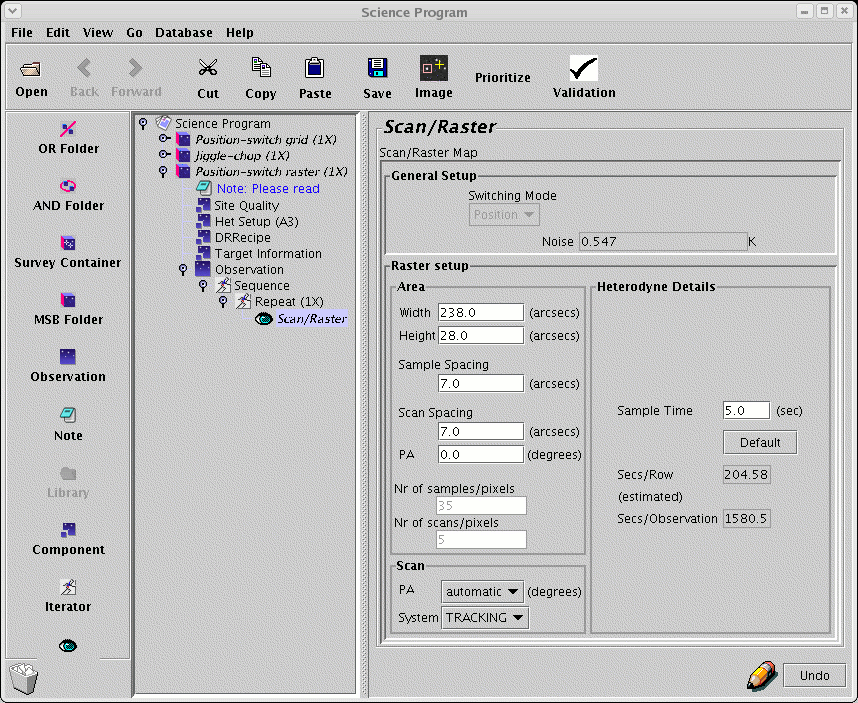 Science Program
File Edit View Go Database Help
Open Back Forward Cut Copy Paste Save Image Prioritize Validation
OR Folder
AND Folder
Survey Container
MSB Folder
Observation
Note
Library
Component
Iterator
Science Program
Position-switch grid (1X)
Jiggle-chop (1X)
Position-switch raster (1X)
Note: Please read
Site Quality
Het Setup (A3)
DRRecipe
Target Information
Observation
Sequence
Repeat (1X)
Scan/Raster
Scan/Raster
Scan/Raster Map
General Setup
Switching Mode
Position
Noise 0.547 K
Raster setup
Area
Width 238.0 (arcsecs)
Height 28.0 (arcsecs)
Sample Spacing
7.0 (arcsecs)
Scan Spacing
7.0 (arcsecs)
PA 0.0 (degrees)
Nr of samples/pixels
35
Nr of scans/pixels
5
Scan
PA automatic (degrees)
System TRACKING
Heterodyne Details
Sample Time 5.0 (sec)
Default
Secs/Row 204.58
(estimated)
Secs/Observation 1580.5
Undo